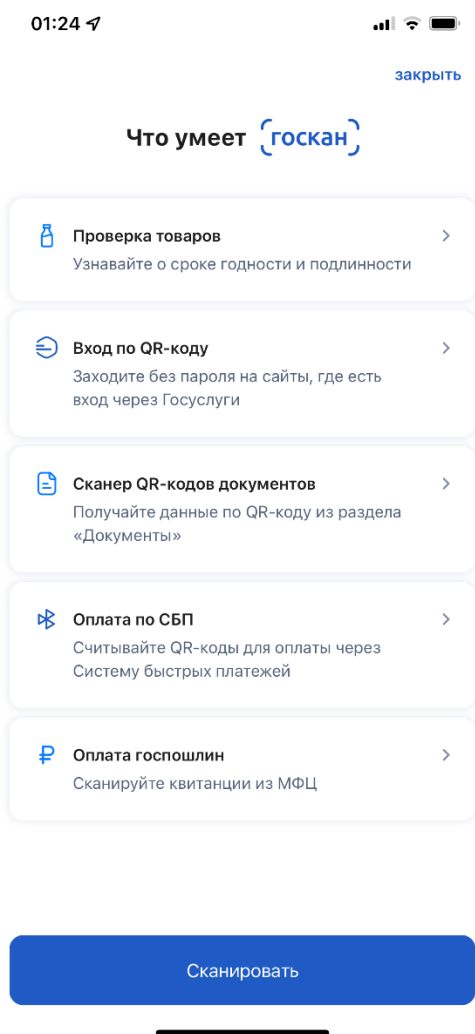 01:24
закрыть
Что умеет госкан
Проверка товаров
Узнавайте о сроке годности и подлинности
Вход по QR-коду
Заходите без пароля на сайты, где есть
вход через Госуслуги
Сканер QR-кодов документов
Получайте данные по QR-коду из раздела
«Документы»
Оплата по СБП
Считывайте QR-коды для оплаты через
Систему быстрых платежей
Оплата госпошлин
Сканируйте квитанции из МФЦ
Сканировать